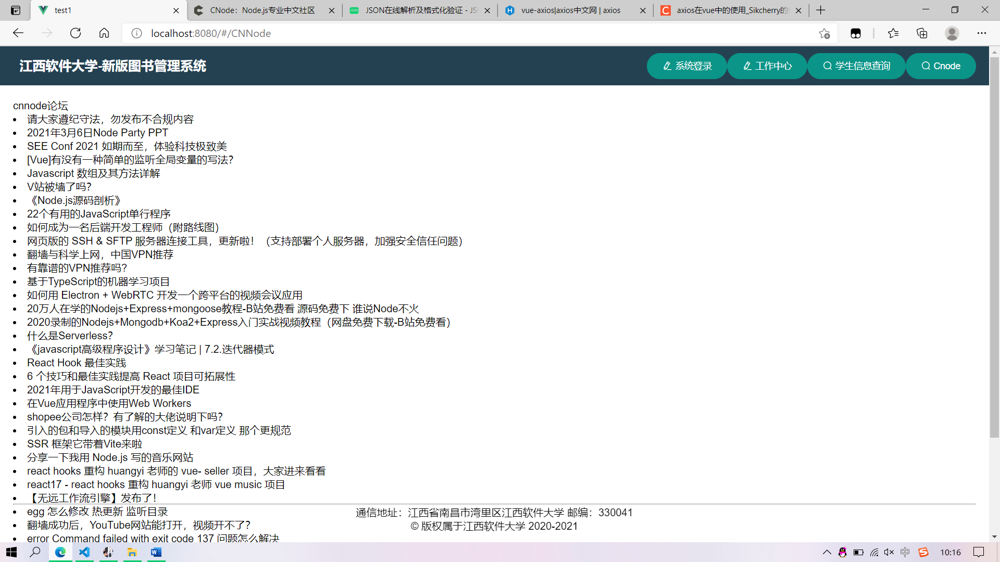 test1
CNode：Node.js专业中文社区
JSON在线解析及格式化验证 - JS
vue-axios|axios中文网 | axios
axios在vue中的使用_Sikcherry的
localhost:8080/#/CNNode
江西软件大学-新版图书管理系统
系统登录
工作中心
学生信息查询
Cnode
cnnode论坛
• 请大家遵纪守法，勿发布不合规内容
• 2021年3月6日Node Party PPT
• SEE Conf 2021 如期而至，体验科技极致美
• [Vue]有没有一种简单的监听全局变量的写法？
• Javascript 数组及其方法详解
• V站被墙了吗？
• 《Node.js源码剖析》
• 22个有用的JavaScript单行程序
• 如何成为一名后端开发工程师（附路线图）
• 网页版的 SSH & SFTP 服务器连接工具，更新啦！（支持部署个人服务器，加强安全信任问题）
• 翻墙与科学上网，中国VPN推荐
• 有靠谱的VPN推荐吗？
• 基于TypeScript的机器学习项目
• 如何用 Electron + WebRTC 开发一个跨平台的视频会议应用
• 20万人在学的Nodejs+Express+mongoose教程-B站免费看 源码免费下 谁说Node不火
• 2020录制的Nodejs+Mongodb+Koa2+Express入门实战视频教程（网盘免费下载-B站免费看）
• 什么是Serverless？
• 《javascript高级程序设计》学习笔记 | 7.2.迭代器模式
• React Hook 最佳实践
• 6 个技巧和最佳实践提高 React 项目可拓展性
• 2021年用于JavaScript开发的最佳IDE
• 在Vue应用程序中使用Web Workers
• shopee公司怎样？有了解的大佬说明下吗？
• 引入的包和导入的模块用const定义 和var定义 那个更规范
• SSR 框架它带着Vite来啦
• 分享一下我用 Node.js 写的音乐网站
• react hooks 重构 huangyi 老师的 vue- seller 项目，大家进来看看
• react17 - react hooks 重构 huangyi 老师 vue music 项目
• 【无远工作流引擎】发布了！
• egg 怎么修改 热更新 监听目录
• 翻墙成功后，YouTube网站能打开，视频开不了？
• error Command failed with exit code 137 问题怎么解决
通信地址：江西省南昌市湾里区江西软件大学 邮编：330041
© 版权属于江西软件大学 2020-2021
中
10:16